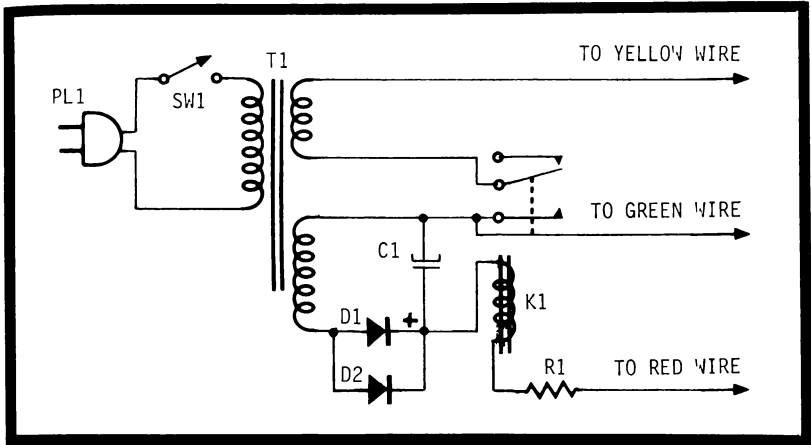 T1
TO YELLOW WIRE
PL1
SW1
TO GREEN WIRE
C1
K1
D1
+
D2
R1
TO RED WIRE